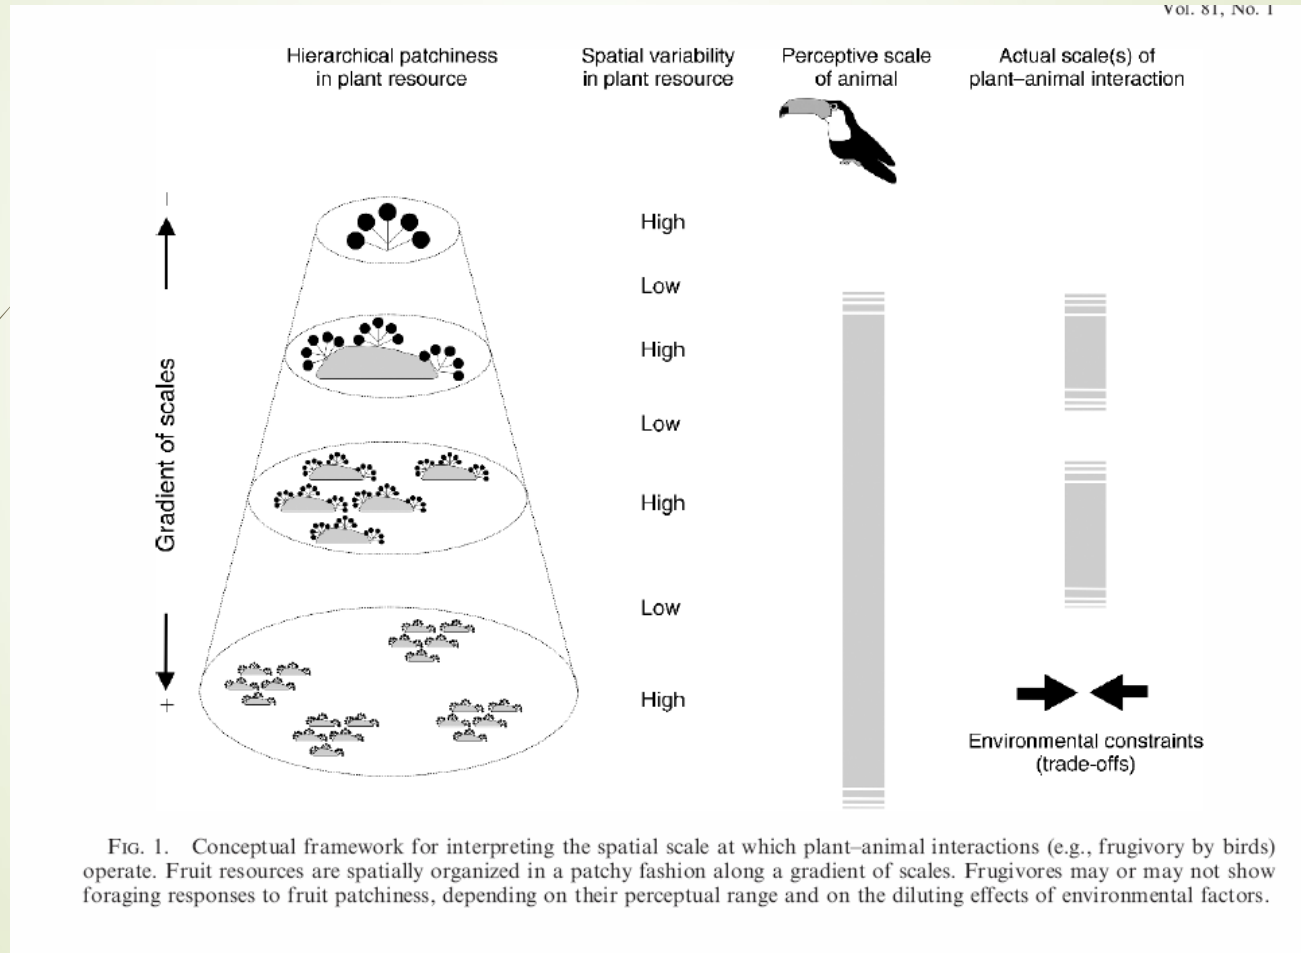 Vol. 81, No. 1
Hierarchical patchiness
in plant resource
Spatial variability
in plant resource
Perceptive scale
of animal
Actual scale(s) of
plant–animal interaction
–
Gradient of scales
+
High
Low
High
Low
High
Low
High
Environmental constraints
(trade-offs)
FIG. 1. Conceptual framework for interpreting the spatial scale at which plant–animal interactions (e.g., frugivory by birds)
operate. Fruit resources are spatially organized in a patchy fashion along a gradient of scales. Frugivores may or may not show
foraging responses to fruit patchiness, depending on their perceptual range and on the diluting effects of environmental factors.